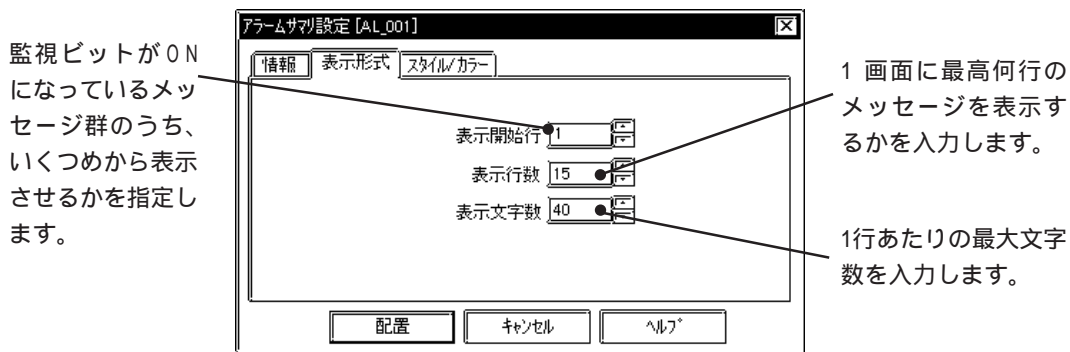 監視ビットがON
になっているメッ
セージ群のうち、
いくつめから表示
させるかを指定し
ます。
アラームサマリ設定 [AL_001]
情報 表示形式 スタイル/カラー
表示開始行 1
表示行数 15
表示文字数 40
配置 キャンセル ヘルプ
1 画面に最高何行の
メッセージを表示す
るかを入力します。
1行あたりの最大文字
数を入力します。